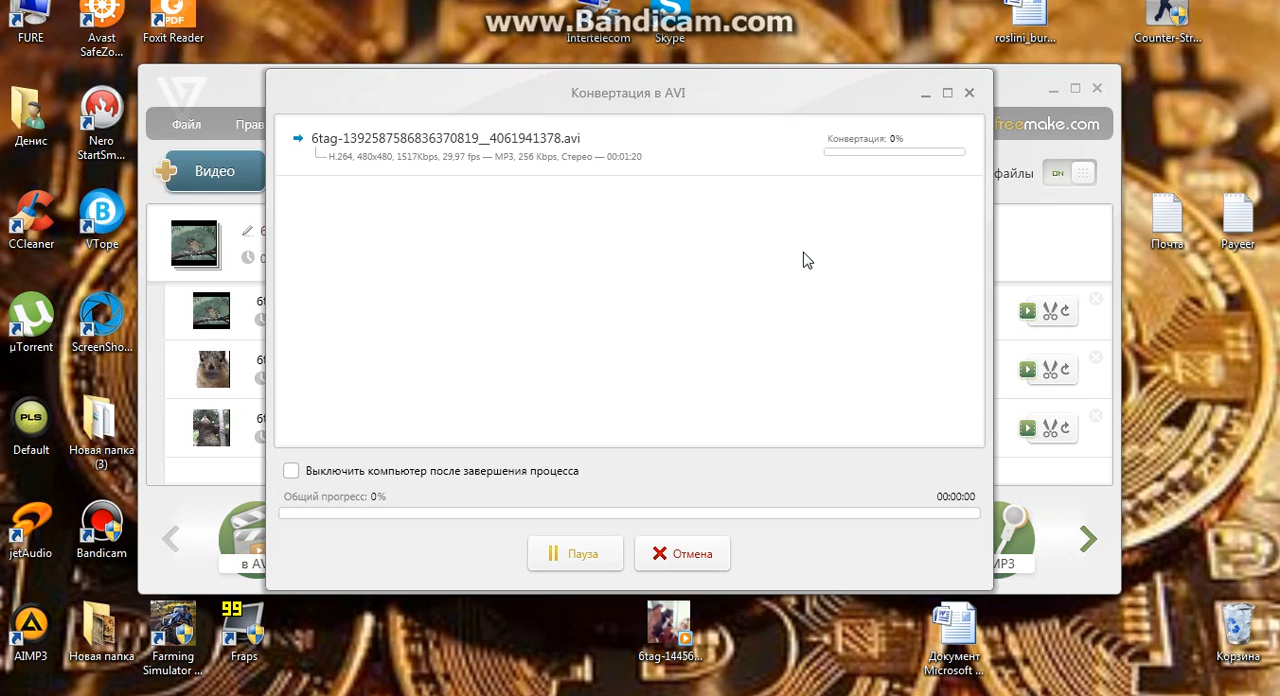 www.Bandicam.com
FURE
Avast
SafeZo...
Foxit Reader
Intertelecom
Skype
roslini_bur...
Counter-Str...
Конвертация в AVI
Файл
Прав
freemake.com
6tag-1392587586836370819__4061941378.avi
H.264, 480x480, 1517Kbps, 29,97 fps — MP3, 256 Kbps, Стерео — 00:01:20
Конвертация: 0%
Видео
файлы
ON
Денис
Nero
StartSm...
CCleaner
VTope
Почта
Payeer
µTorrent
ScreenSho...
PLS
Default
Новая папка
(3)
Выключить компьютер после завершения процесса
Общий прогресс: 0%
00:00:00
Пауза
Отмена
в AV
MP3
jetAudio
Bandicam
99
AIMP3
Новая папка
Farming
Simulator ...
Fraps
6tag-14456...
Документ
Microsoft ...
Корзина